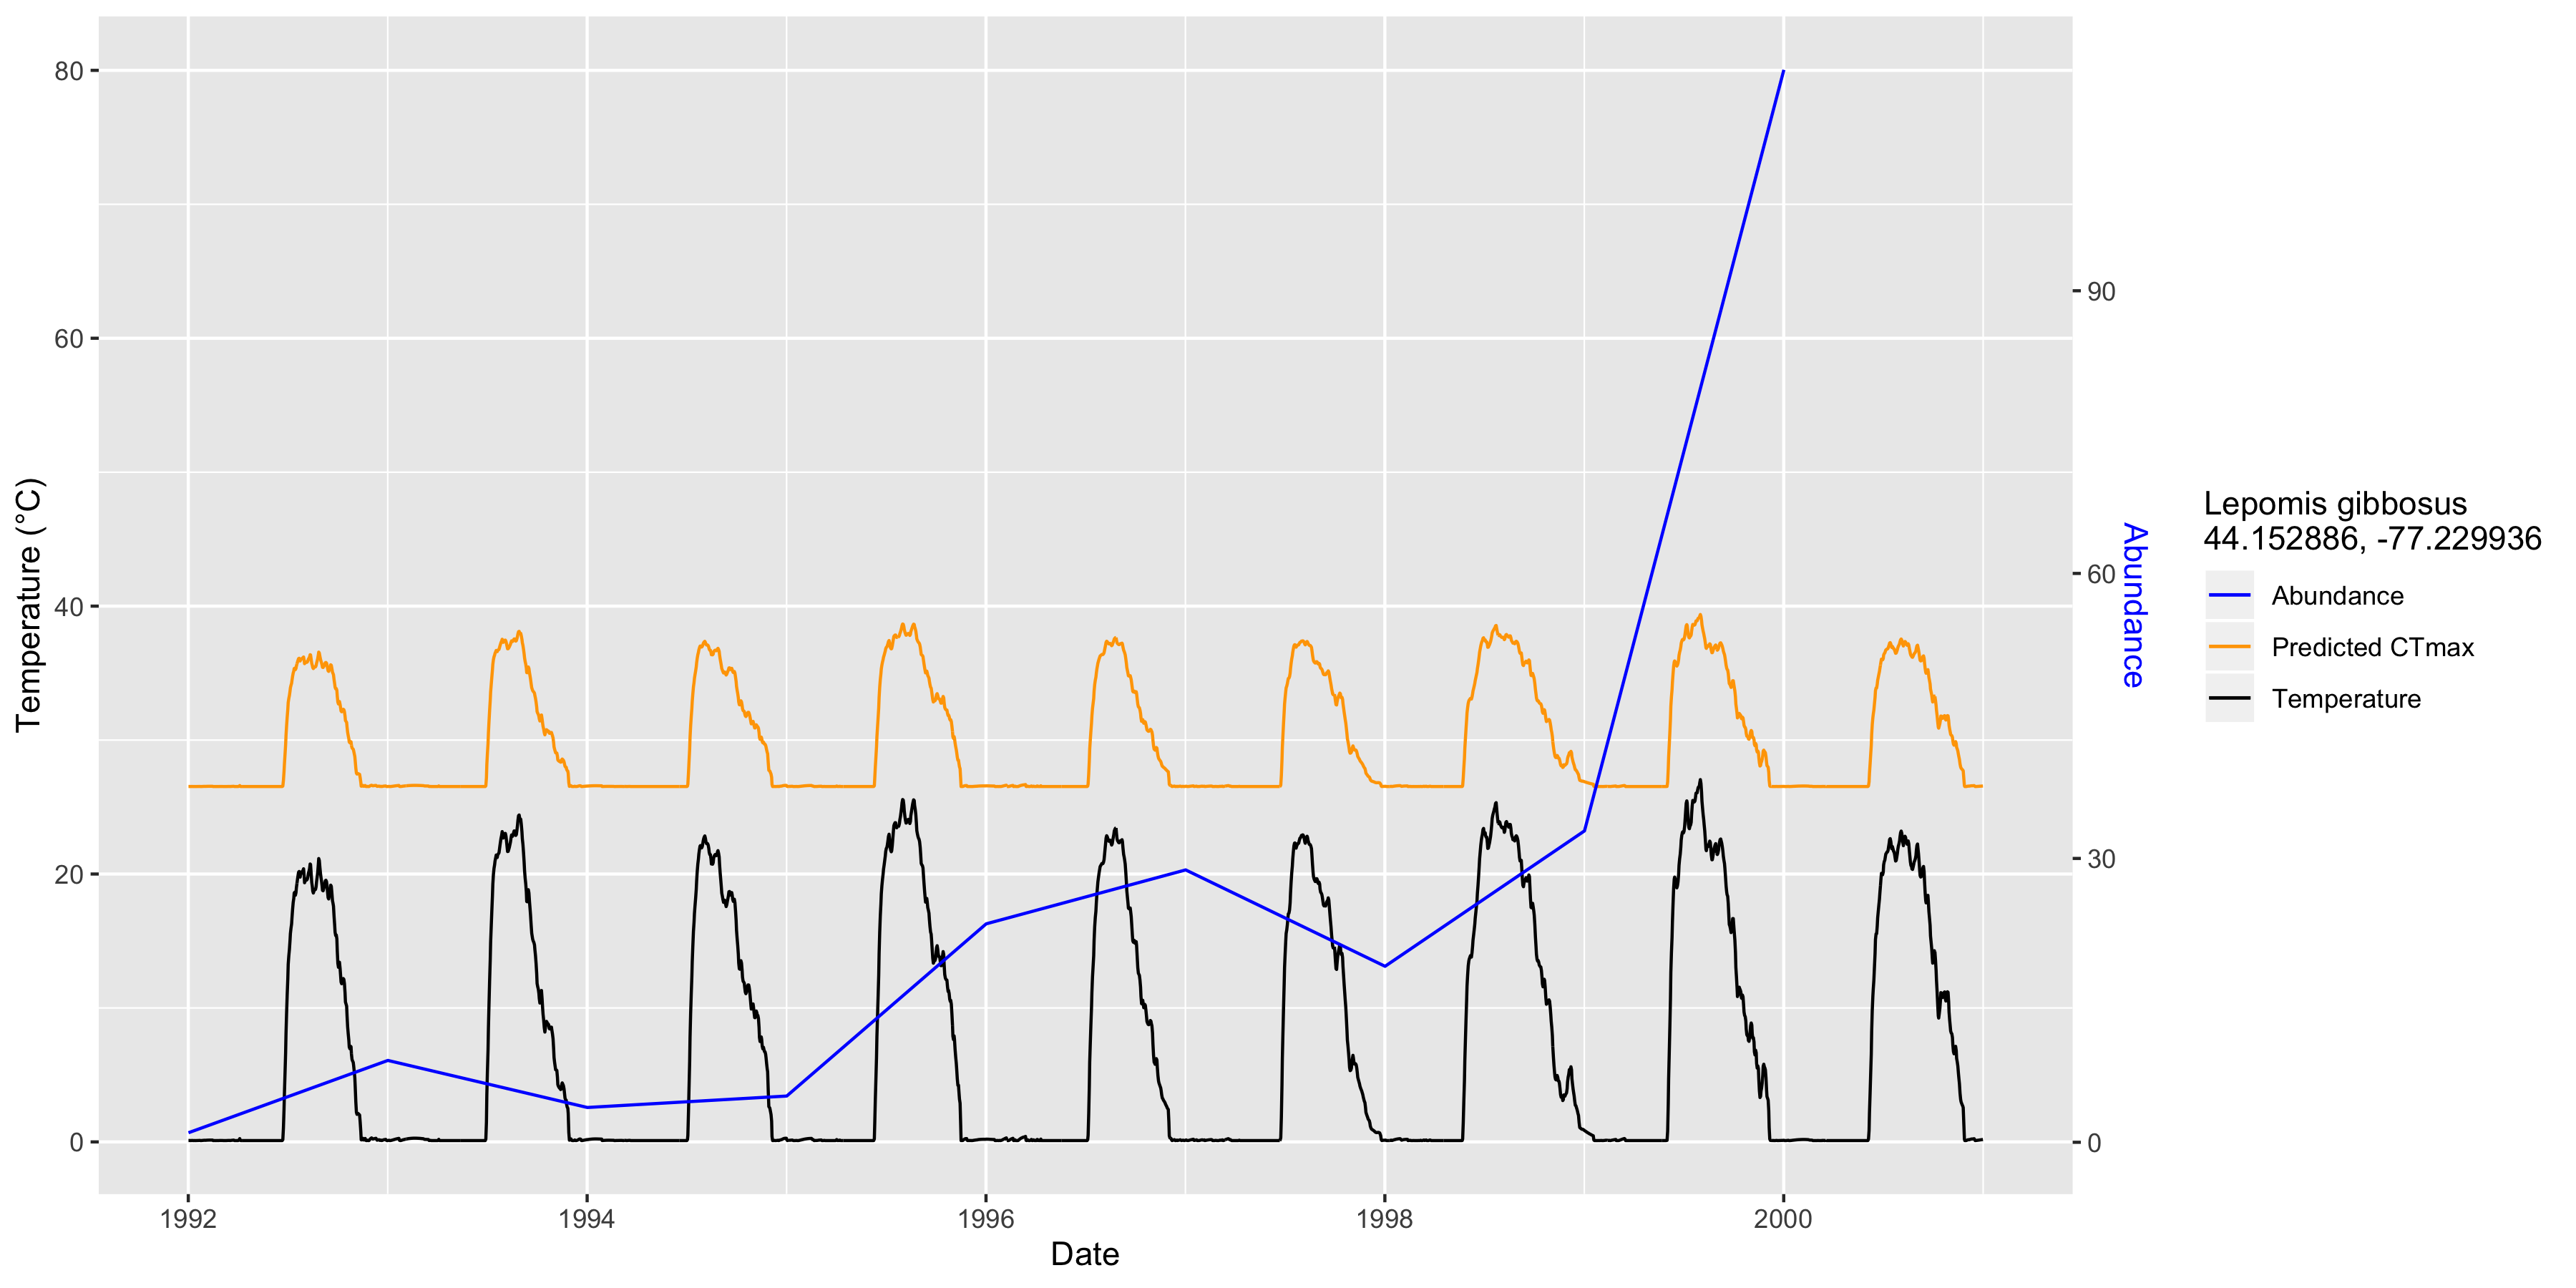 80
60
40
20
0
Temperature (°C)
1992
1994
1996
1998
2000
Date
90
60
30
0
Abundance
Lepomis gibbosus
44.152886, -77.229936
Abundance
Predicted CTmax
Temperature